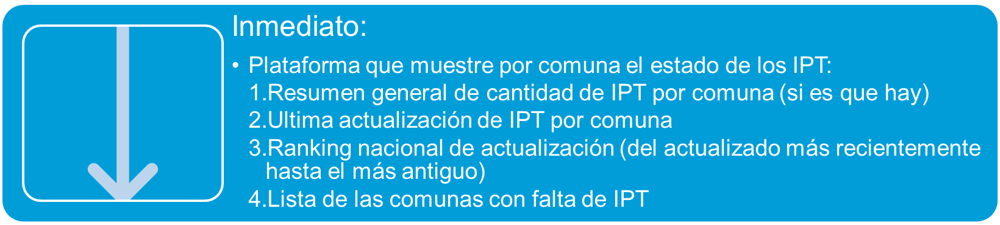 Inmediato:
• Plataforma que muestre por comuna el estado de los IPT:
1.Resumen general de cantidad de IPT por comuna (si es que hay)
2.Ultima actualización de IPT por comuna
3.Ranking nacional de actualización (del actualizado más recientemente
hasta el más antiguo)
4.Lista de las comunas con falta de IPT